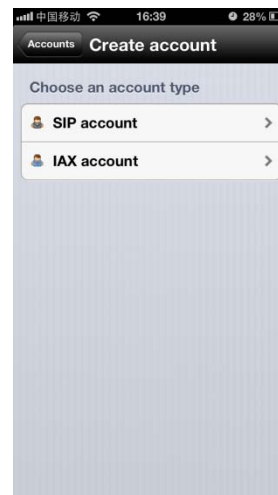 中国移动 16:39 28%
Accounts Create account
Choose an account type
SIP account
IAX account